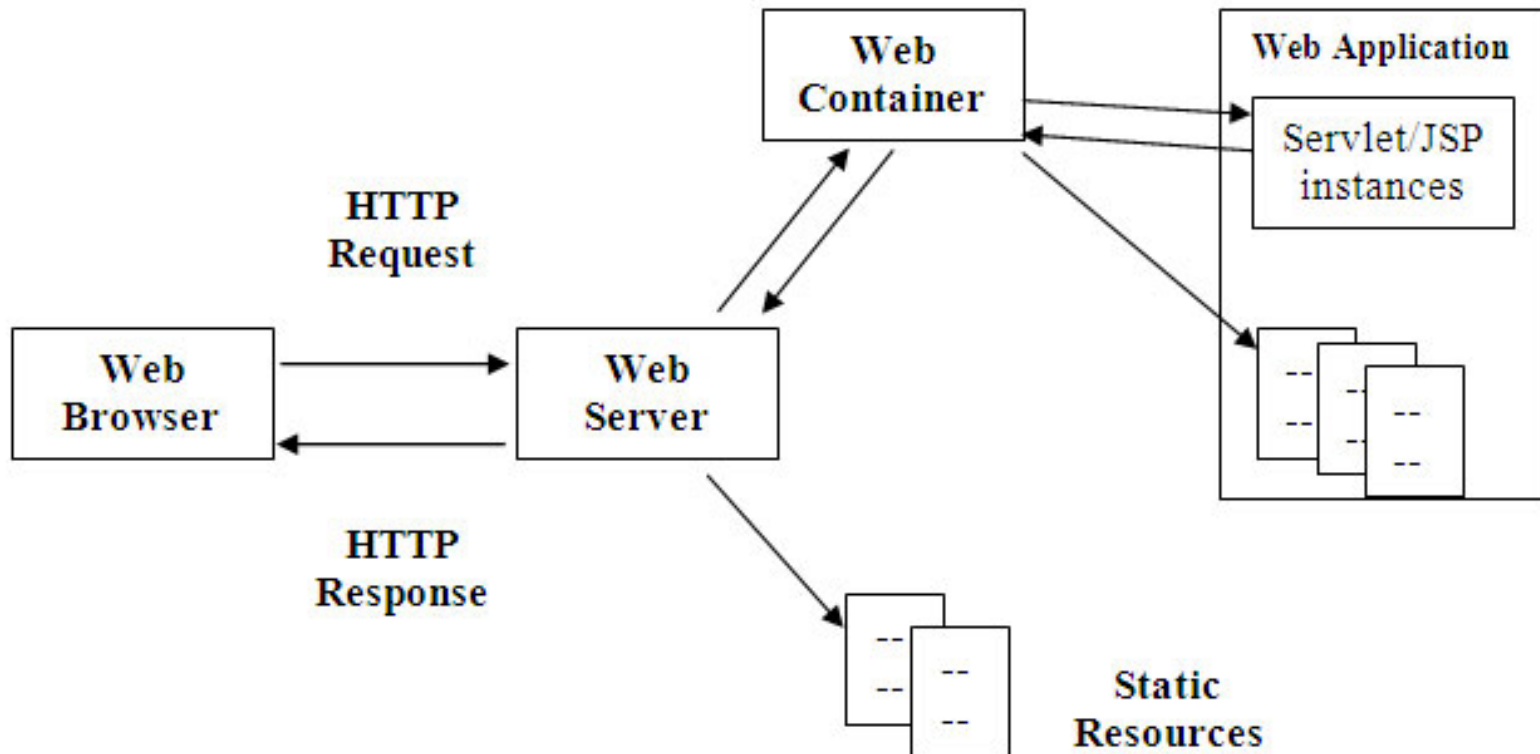 Web
Container
Web Application
Servlet/JSP
instances
HTTP
Request
Web
Browser
Web
Server
--
--
--
--
--
--
HTTP
Response
--
--
--
--
Static
Resources